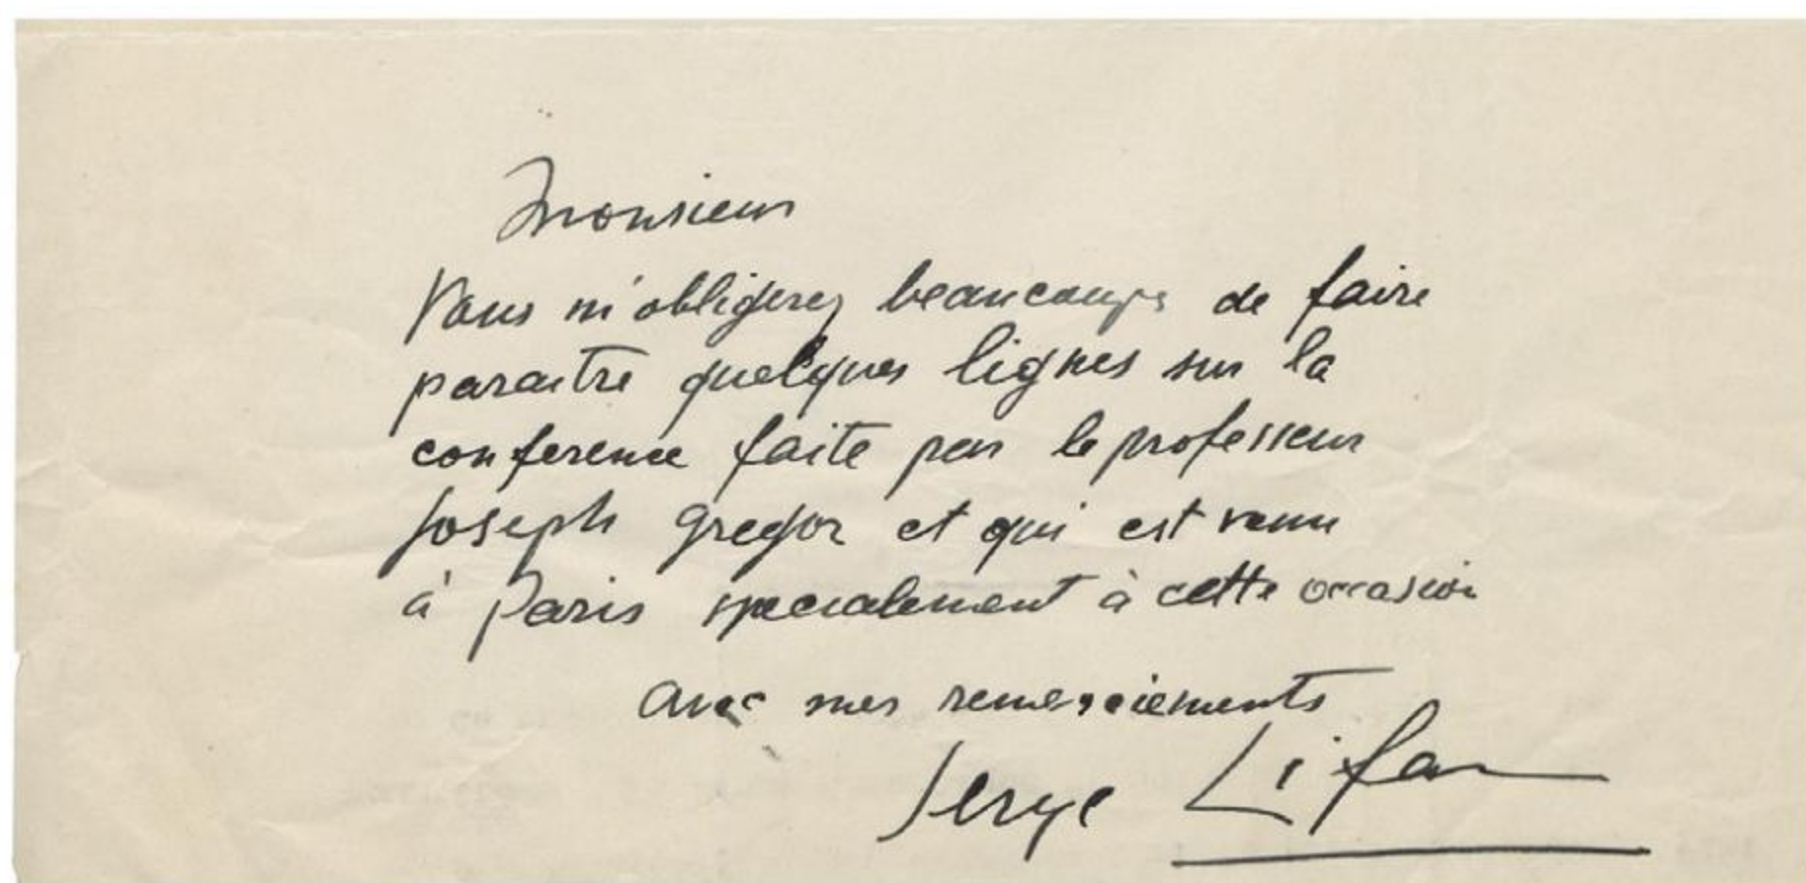 Monsieur
Vous m'obligerez beaucoups de faire
paraitre quelques lignes sur la
conference faite par le professeur
Joseph Gregor et qui est venu
à Paris specialement à cette occasion
avec mes remerciements
Serge Lifar